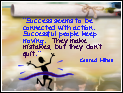 "Success seems to be
connected with action.
Successful people keep
moving. They make
mistakes, but they don't
quit."
Conrad Hilton